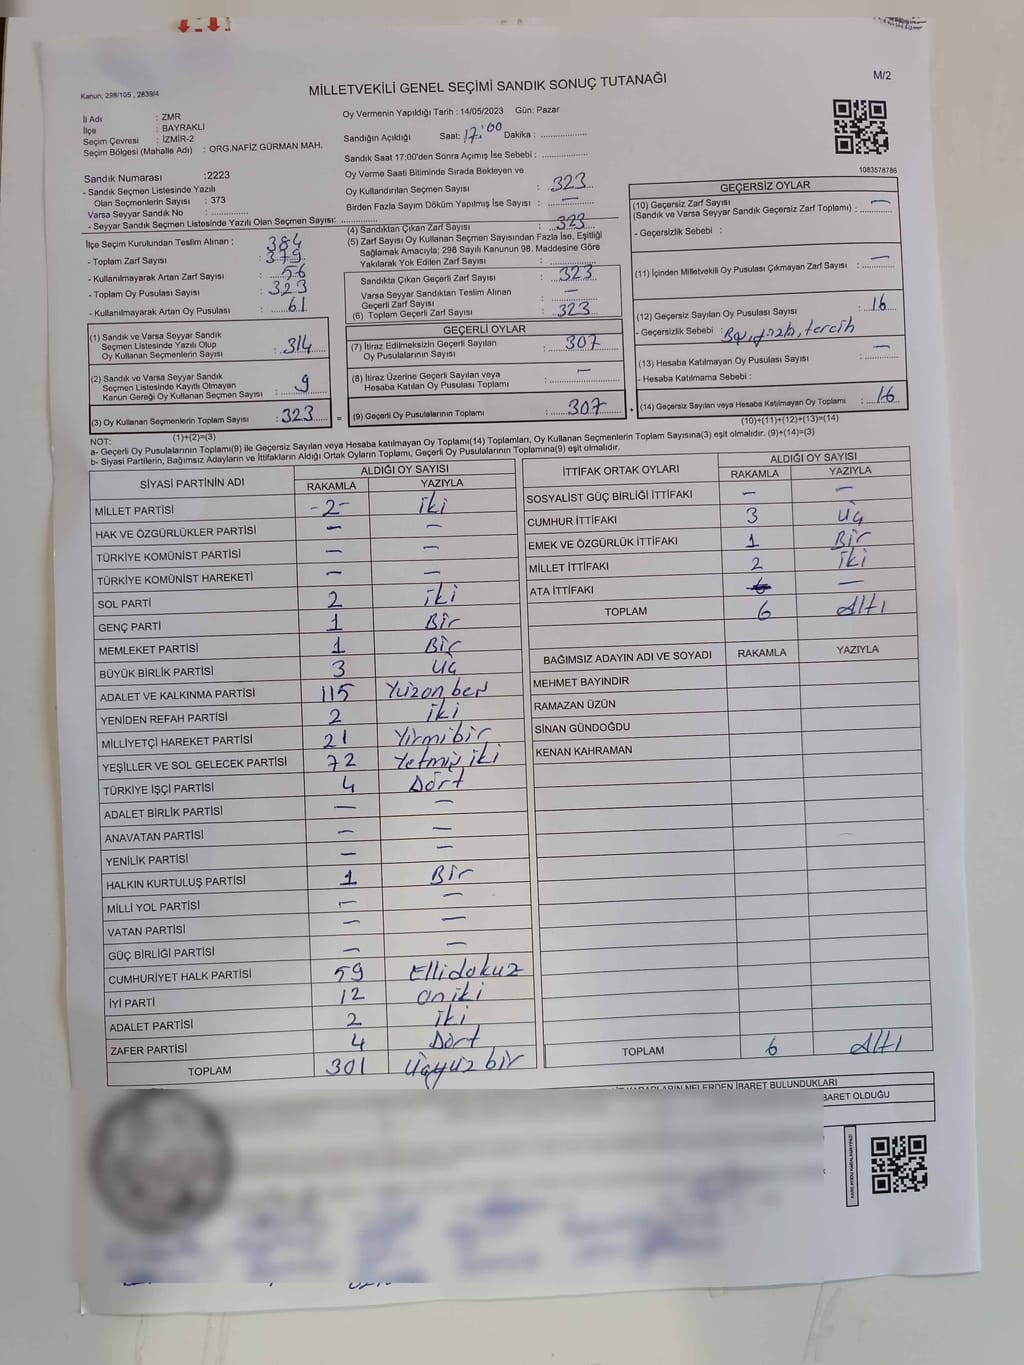 MİLLETVEKİLİ GENEL SEÇİMİ SANDIK SONUÇ TUTANAĞI
M/2
Kanun: 298/105 , 2839/4
İl Adı : ZMR
İlçe : BAYRAKLI
Seçim Çevresi : İZMİR-2
Seçim Bölgesi (Mahalle Adı) : ORG.NAFİZ GÜRMAN MAH.
Oy Vermenin Yapıldığı Tarih : 14/05/2023 Gün: Pazar
Sandığın Açıldığı Saat: 17:00 Dakika : ..............
Sandık Saat 17:00'den Sonra Açımış İse Sebebi : ..............
Oy Verme Saati Bitiminde Sırada Bekleyen ve
Oy Kullandırılan Seçmen Sayısı : 323
Birden Fazla Sayım Döküm Yapılmış İse Sayısı : —
1083578786
Sandık Numarası :2223
- Sandık Seçmen Listesinde Yazılı
Olan Seçmenlerin Sayısı : 373
Varsa Seyyar Sandık No : ..............
- Seyyar Sandık Seçmen Listesinde Yazılı Olan Seçmen Sayısı: ..............
İlçe Seçim Kurulundan Teslim Alınan : 384
- Toplam Zarf Sayısı : 379
- Kullanılmayarak Artan Zarf Sayısı : 56
- Toplam Oy Pusulası Sayısı : 323
- Kullanılmayarak Artan Oy Pusulası : 61
(4) Sandıktan Çıkan Zarf Sayısı : 323
(5) Zarf Sayısı Oy Kullanan Seçmen Sayısından Fazla İse, Eşitliği
Sağlamak Amacıyla; 298 Sayılı Kanunun 98. Maddesine Göre
Yakılarak Yok Edilen Zarf Sayısı : ..............
Sandıkta Çıkan Geçerli Zarf Sayısı : 323
Varsa Seyyar Sandıktan Teslim Alınan
Geçerli Zarf Sayısı : —
(6) Toplam Geçerli Zarf Sayısı : 323
GEÇERSİZ OYLAR
(10) Geçersiz Zarf Sayısı
(Sandık ve Varsa Seyyar Sandık Geçersiz Zarf Toplamı) : —
- Geçersizlik Sebebi :
(11) İçinden Milletvekili Oy Pusulası Çıkmayan Zarf Sayısı : —
(12) Geçersiz Sayılan Oy Pusulası Sayısı : 16
- Geçersizlik Sebebi : tercih
(13) Hesaba Katılmayan Oy Pusulası Sayısı : —
- Hesaba Katılmama Sebebi :
(14) Geçersiz Sayılan veya Hesaba Katılmayan Oy Toplamı : 16
(10)+(11)+(12)+(13)=(14)
(1) Sandık ve Varsa Seyyar Sandık
Seçmen Listesinde Yazılı Olup
Oy Kullanan Seçmenlerin Sayısı : 314
(2) Sandık ve Varsa Seyyar Sandık
Seçmen Listesinde Kayıtlı Olmayan
Kanun Gereği Oy Kullanan Seçmen Sayısı : 9
(3) Oy Kullanan Seçmenlerin Toplam Sayısı : 323 =
(1)+(2)=(3)
GEÇERLİ OYLAR
(7) İtiraz Edilmeksizin Geçerli Sayılan
Oy Pusulalarının Sayısı : 307
(8) İtiraz Üzerine Geçerli Sayılan veya
Hesaba Katılan Oy Pusulası Toplamı : —
(9) Geçerli Oy Pusulalarının Toplamı : 307 +
NOT:
a- Geçerli Oy Pusulalarının Toplamı(9) ile Geçersiz Sayılan veya Hesaba katılmayan Oy Toplamı(14) Toplamları, Oy Kullanan Seçmenlerin Toplam Sayısına(3) eşit olmalıdır. (9)+(14)=(3)
b- Siyasi Partilerin, Bağımsız Adayların ve İttifakların Aldığı Ortak Oyların Toplamı, Geçerli Oy Pusulalarının Toplamına(9) eşit olmalıdır.
SİYASİ PARTİNİN ADI ALDIĞI OY SAYISI
RAKAMLA YAZIYLA
MİLLET PARTİSİ -2- iki
HAK VE ÖZGÜRLÜKLER PARTİSİ — —
TÜRKİYE KOMÜNİST PARTİSİ — —
TÜRKİYE KOMÜNİST HAREKETİ — —
SOL PARTİ 2 iki
GENÇ PARTİ 1 Bir
MEMLEKET PARTİSİ 1 Bir
BÜYÜK BİRLİK PARTİSİ 3 Üç
ADALET VE KALKINMA PARTİSİ 115 Yüzonbeş
YENİDEN REFAH PARTİSİ 2 iki
MİLLİYETÇİ HAREKET PARTİSİ 21 Yirmibir
YEŞİLLER VE SOL GELECEK PARTİSİ 72 Yetmiş iki
TÜRKİYE İŞÇİ PARTİSİ 4 Dört
ADALET BİRLİK PARTİSİ — —
ANAVATAN PARTİSİ — —
YENİLİK PARTİSİ — —
HALKIN KURTULUŞ PARTİSİ 1 Bir
MİLLİ YOL PARTİSİ — —
VATAN PARTİSİ — —
GÜÇ BİRLİĞİ PARTİSİ — —
CUMHURİYET HALK PARTİSİ 59 Ellidokuz
İYİ PARTİ 12 oniki
ADALET PARTİSİ 2 iki
ZAFER PARTİSİ 4 Dört
TOPLAM 301 Üçyüz bir
İTTİFAK ORTAK OYLARI ALDIĞI OY SAYISI
RAKAMLA YAZIYLA
SOSYALİST GÜÇ BİRLİĞİ İTTİFAKI — —
CUMHUR İTTİFAKI 3 Üç
EMEK VE ÖZGÜRLÜK İTTİFAKI 1 Bir
MİLLET İTTİFAKI 2 iki
ATA İTTİFAKI —
TOPLAM 6 Altı
BAĞIMSIZ ADAYIN ADI VE SOYADI RAKAMLA YAZIYLA
MEHMET BAYINDIR
RAMAZAN ÜZÜN
SİNAN GÜNDOĞDU
KENAN KAHRAMAN
TOPLAM 6 Altı
NELERDEN İBARET BULUNDUKLARI
BARET OLDUĞU